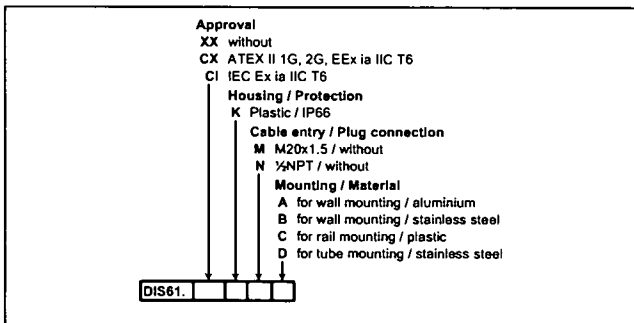 Approval
XX without
CX ATEX II 1G, 2G, EEx ia IIC T6
CI IEC Ex ia IIC T6
Housing / Protection
K Plastic / IP66
Cable entry / Plug connection
M M20x1.5 / without
N ½NPT / without
Mounting / Material
A for wall mounting / aluminium
B for wall mounting / stainless steel
C for rail mounting / plastic
D for tube mounting / stainless steel
DIS61.